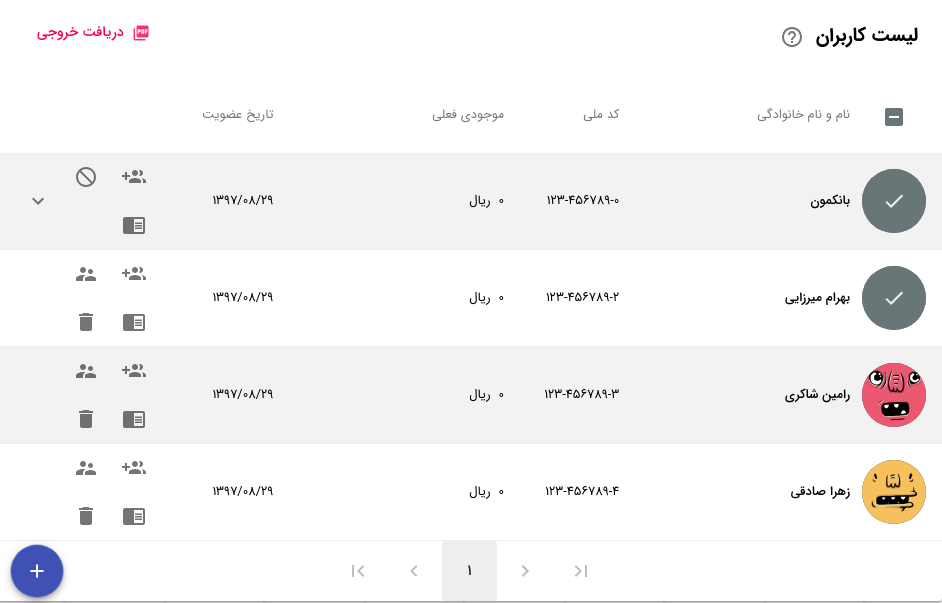 لیست کاربران
PDF دریافت خروجی
نام و نام خانوادگی کد ملی موجودی فعلی تاریخ عضویت
بانکمون ۱۲۳-۴۵۶۷۸۹-۰ ۰ ریال ۱۳۹۷/۰۸/۲۹
بهرام میرزایی ۱۲۳-۴۵۶۷۸۹-۲ ۰ ریال ۱۳۹۷/۰۸/۲۹
رامین شاکری ۱۲۳-۴۵۶۷۸۹-۳ ۰ ریال ۱۳۹۷/۰۸/۲۹
زهرا صادقی ۱۲۳-۴۵۶۷۸۹-۴ ۰ ریال ۱۳۹۷/۰۸/۲۹
۱